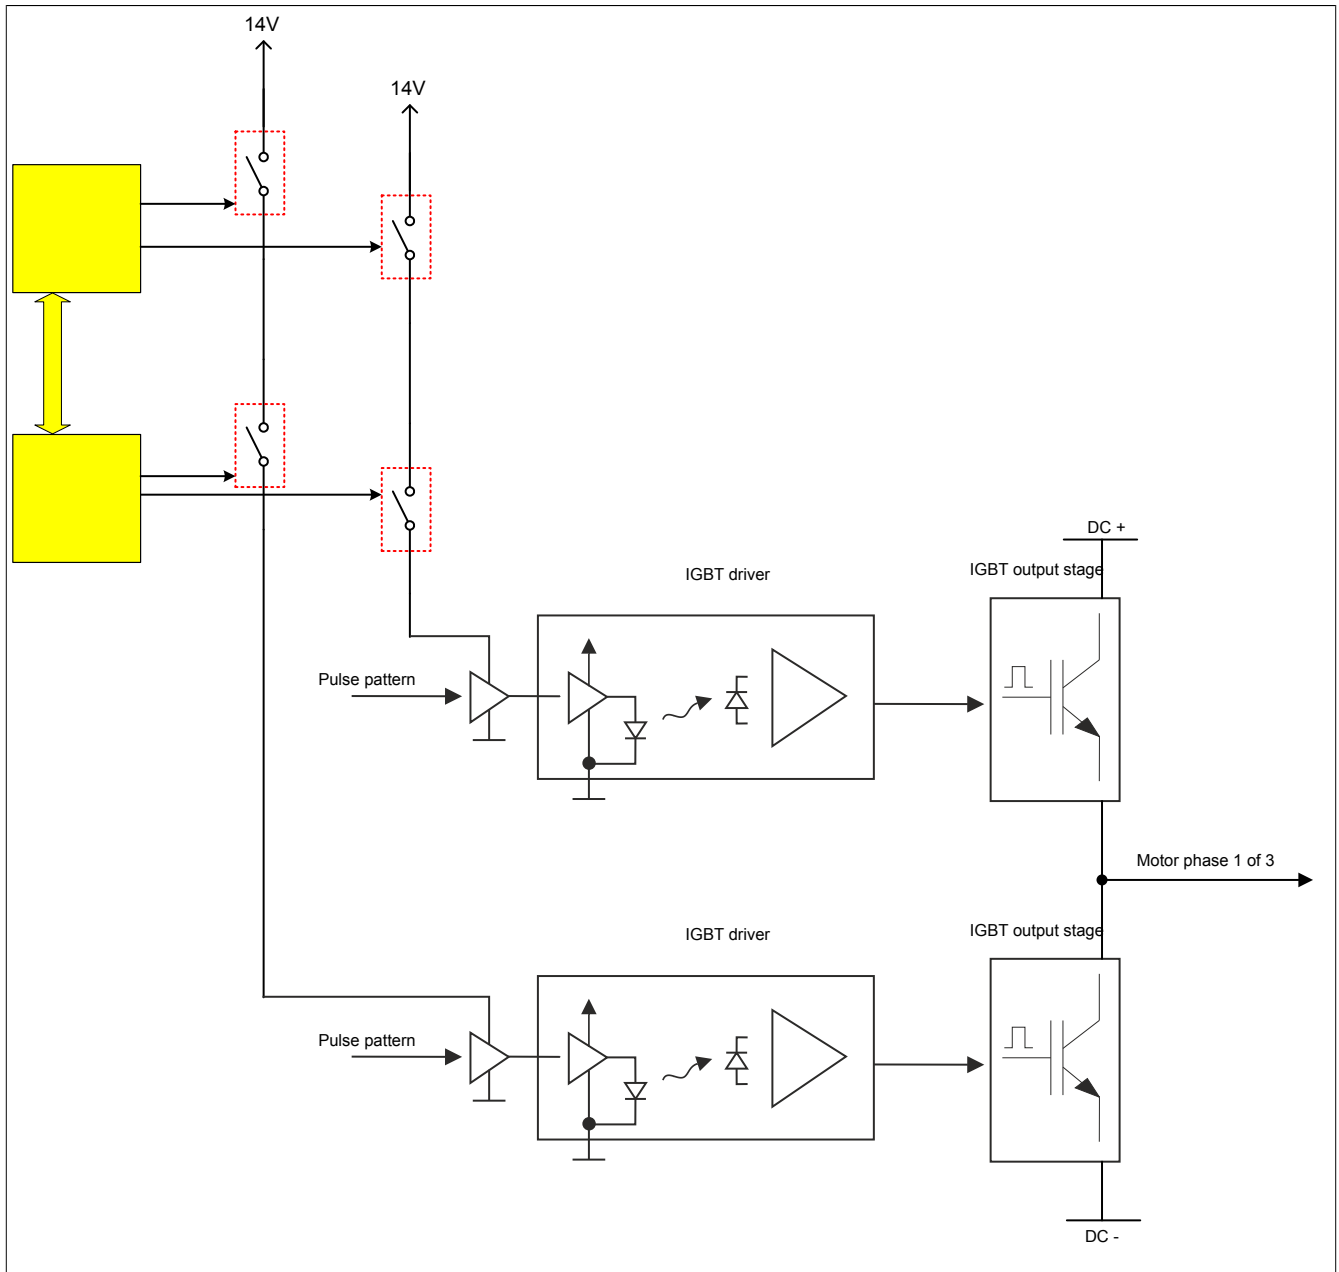 14V
14V
DC +
IGBT driver
IGBT output stage
Pulse pattern
Motor phase 1 of 3
IGBT driver
IGBT output stage
Pulse pattern
DC -